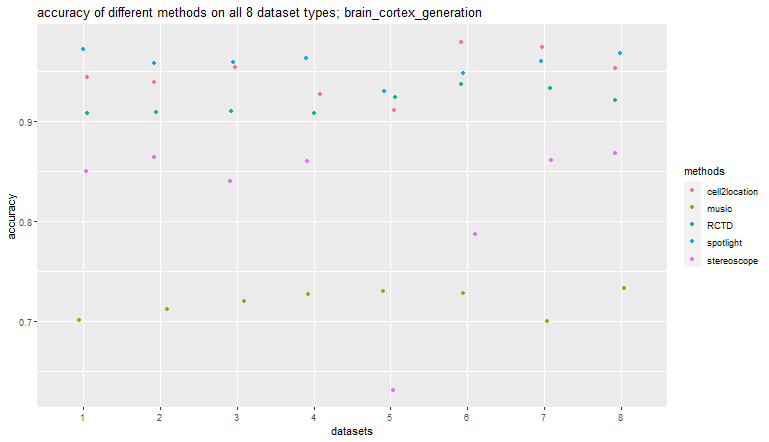 accuracy of different methods on all 8 dataset types; brain_cortex_generation
accuracy
0.9
0.8
0.7
1 2 3 4 5 6 7 8
datasets
methods
cell2location
music
RCTD
spotlight
stereoscope